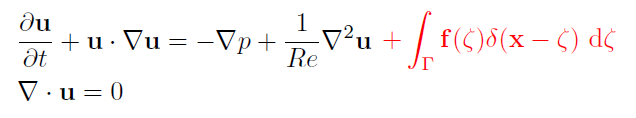 ∂u/∂t + u · ∇u = −∇p + 1/Re ∇²u + ∫_Γ f(ζ)δ(x − ζ) dζ
∇ · u = 0